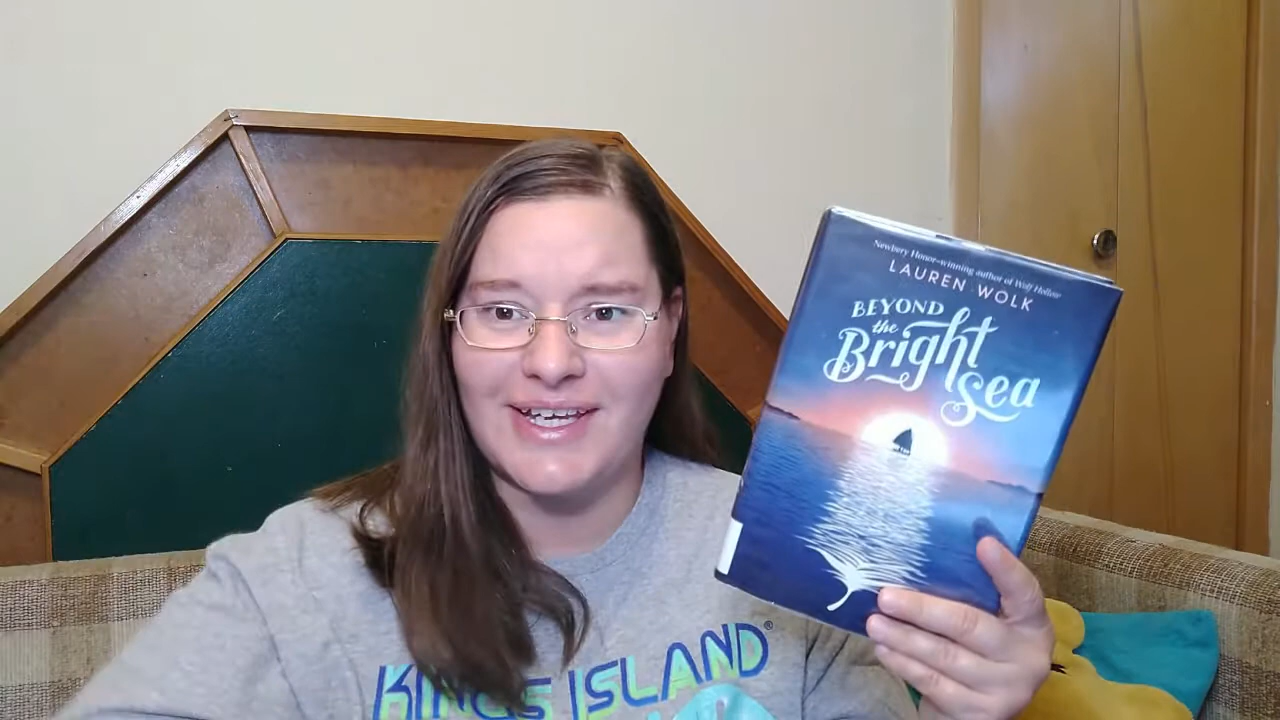 Newbery Honor-winning author of Wolf Hollow
LAUREN WOLK
BEYOND
the
Bright
Sea
KINGS ISLAND®